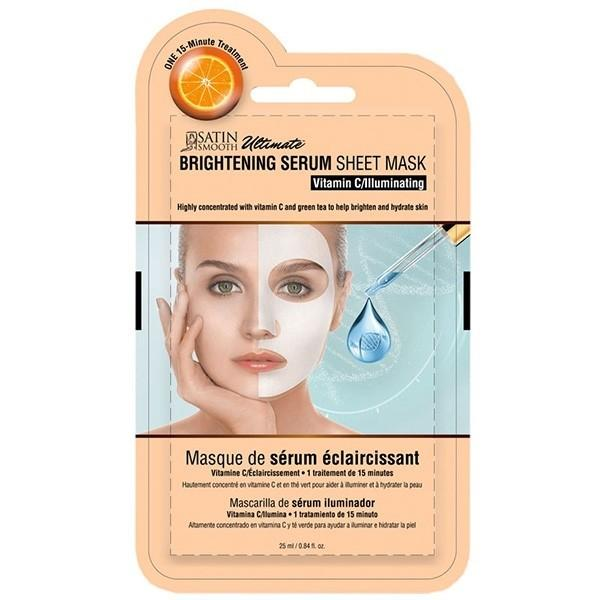 ONE 15-Minute Treatment
SATIN SMOOTH Ultimate™
BRIGHTENING SERUM SHEET MASK
Vitamin C/Illuminating
Highly concentrated with vitamin C and green tea to help brighten and hydrate skin
Masque de sérum éclaircissant
Vitamine C/Éclaircissement • 1 traitement de 15 minutes
Hautement concentré en vitamine C et en thé vert pour aider à illuminer et à hydrater la peau
Mascarilla de sérum iluminador
Vitamina C/Ilumina • 1 tratamiento de 15 minuto
Altamente concentrado en vitamina C y té verde para ayudar a iluminar e hidratar la piel
25 ml / 0.84 fl. oz.